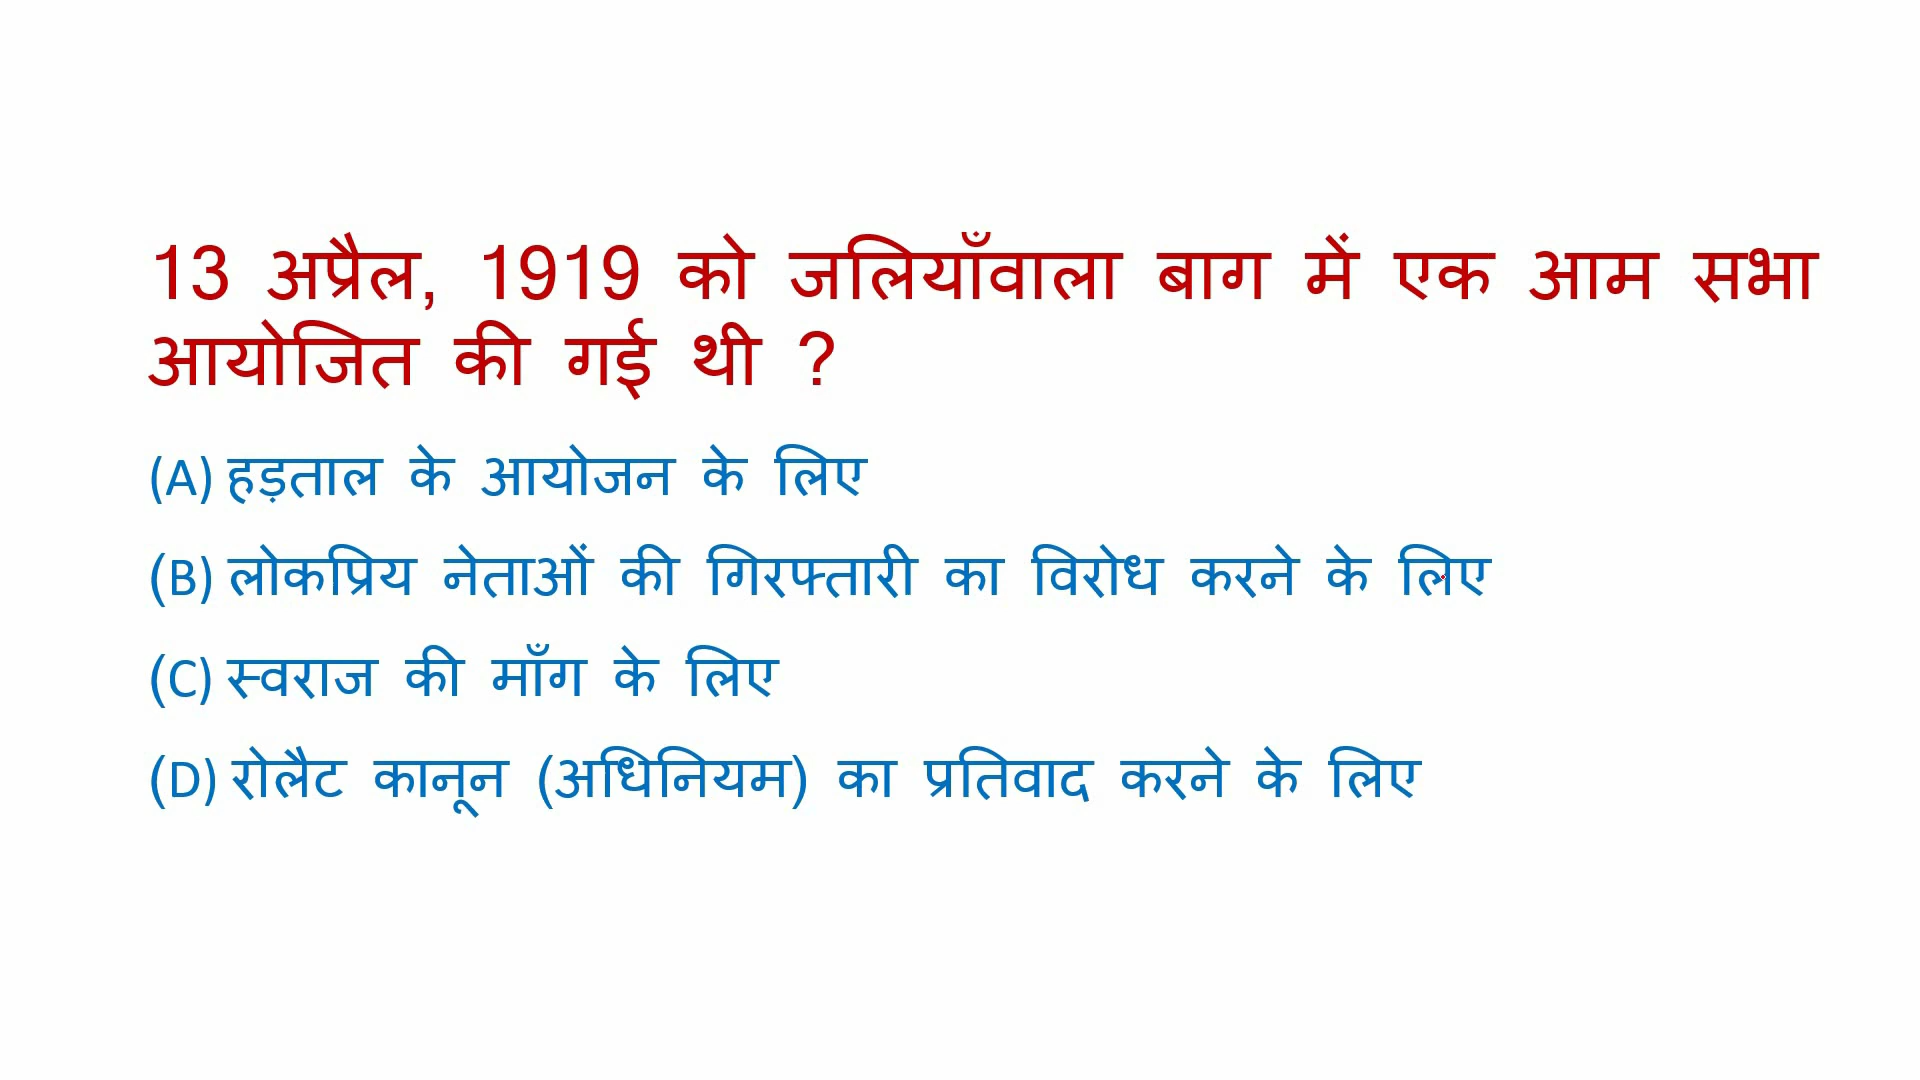 13 अप्रैल, 1919 को जलियाँवाला बाग में एक आम सभा
आयोजित की गई थी ?
(A) हड़ताल के आयोजन के लिए
(B) लोकप्रिय नेताओं की गिरफ्तारी का विरोध करने के लिए
(C) स्वराज की माँग के लिए
(D) रोलैट कानून (अधिनियम) का प्रतिवाद करने के लिए